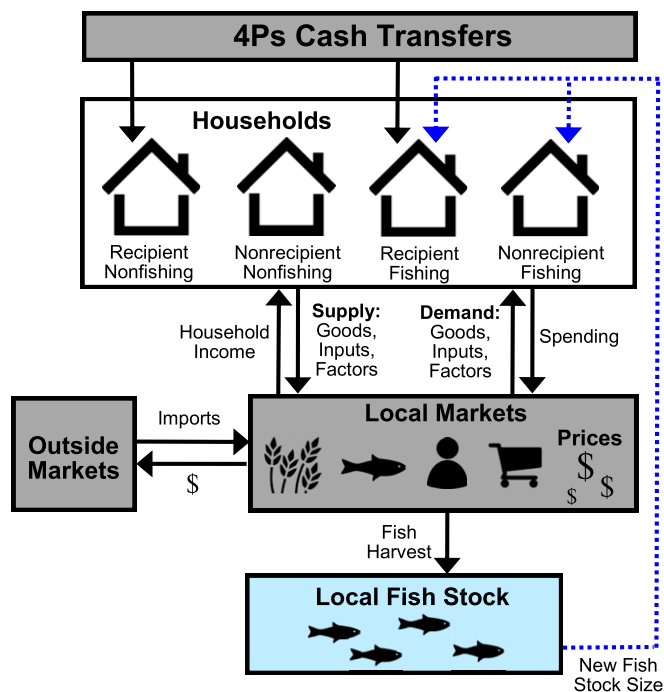 4Ps Cash Transfers
Households
Recipient
Nonfishing
Nonrecipient
Nonfishing
Recipient
Fishing
Nonrecipient
Fishing
Household
Income
Supply:
Goods,
Inputs,
Factors
Demand:
Goods,
Inputs,
Factors
Spending
Outside
Markets
Imports
$
Local Markets
Prices
$
$
$
Fish
Harvest
Local Fish Stock
New Fish
Stock Size